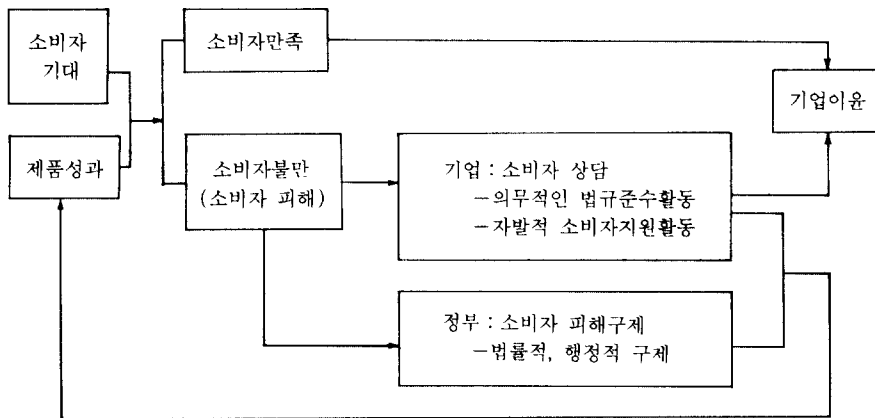 소비자
기대
제품성과
소비자만족
소비자불만
(소비자 피해)
기업 : 소비자 상담
—의무적인 법규준수활동
—자발적 소비자지원활동
정부 : 소비자 피해구제
—법률적, 행정적 구제
기업이윤